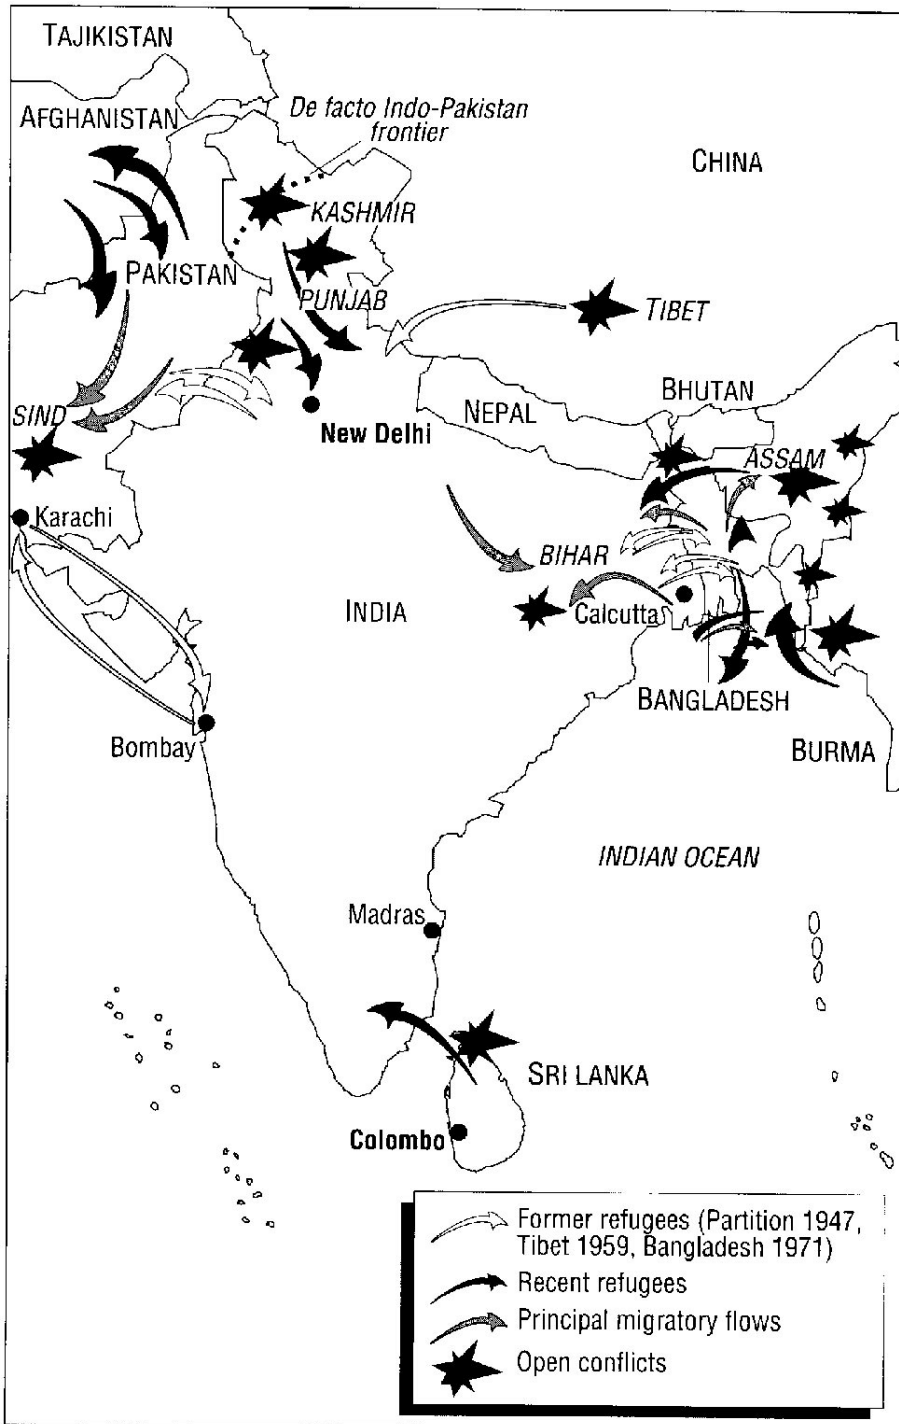 TAJIKISTAN
AFGHANISTAN
De facto Indo-Pakistan
frontier
CHINA
KASHMIR
PAKISTAN
PUNJAB
TIBET
BHUTAN
NEPAL
SIND
New Delhi
ASSAM
Karachi
BIHAR
INDIA
Calcutta
BANGLADESH
Bombay
BURMA
INDIAN OCEAN
Madras
SRI LANKA
Colombo
Former refugees (Partition 1947,
Tibet 1959, Bangladesh 1971)
Recent refugees
Principal migratory flows
Open conflicts